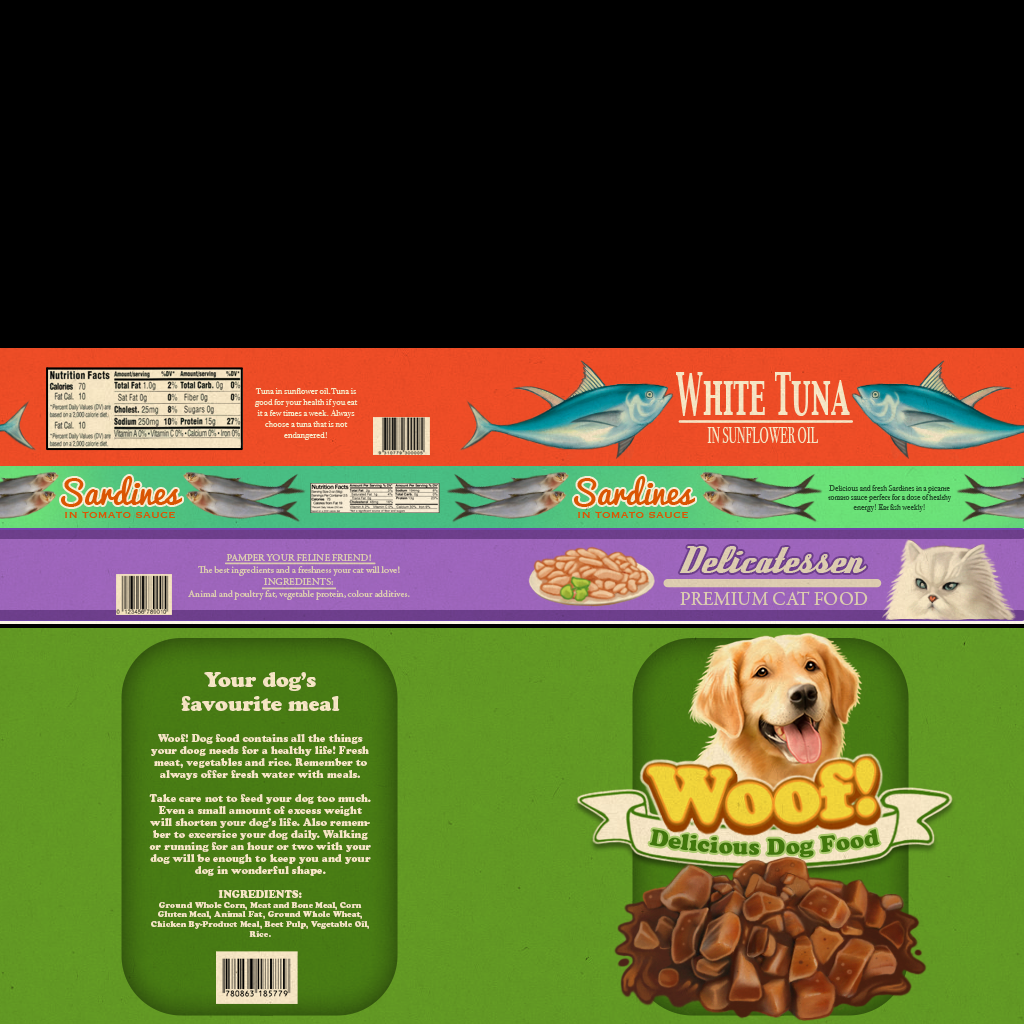 Nutrition Facts
Calories 70
Fat Cal. 10
*Percent Daily Values (DV) are
based on a 2,000 calorie diet.
Fat Cal. 10
*Percent Daily Values (DV) are
based on a 2,000 calorie diet.
Amount/serving %DV* Amount/serving %DV*
Total Fat 1.0g 2% Total Carb. 0g 0%
Sat Fat 0g 0% Fiber 0g 0%
Cholest. 25mg 8% Sugars 0g
Sodium 250mg 10% Protein 15g 27%
Vitamin A 0% • Vitamin C 0% • Calcium 0% • Iron 0%
Tuna in sunflower oil. Tuna is
good for your health if you eat
it a few times a week. Always
choose a tuna that is not
endangered!
WHITE TUNA
IN SUNFLOWER OIL
Sardines
IN TOMATO SAUCE
Nutrition Facts
Sardines
IN TOMATO SAUCE
Delicious and fresh Sardines in a picante
tomato sauce perfect for a dose of healthy
energy! Eat fish weekly!
0 123456 789010
PAMPER YOUR FELINE FRIEND!
The best ingredients and a freshness your cat will love!
INGREDIENTS:
Animal and poultry fat, vegetable protein, colour additives.
Delicatessen
PREMIUM CAT FOOD
Your dog's
favourite meal
Woof! Dog food contains all the things
your doog needs for a healthy life! Fresh
meat, vegetables and rice. Remember to
always offer fresh water with meals.
Take care not to feed your dog too much.
Even a small amount of excess weight
will shorten your dog's life. Also remem-
ber to excersice your dog daily. Walking
or running for an hour or two with your
dog will be enough to keep you and your
dog in wonderful shape.
INGREDIENTS:
Ground Whole Corn, Meat and Bone Meal, Corn
Gluten Meal, Animal Fat, Ground Whole Wheat,
Chicken By-Product Meal, Beet Pulp, Vegetable Oil,
Rice.
780863 185779
Woof!
Delicious Dog Food